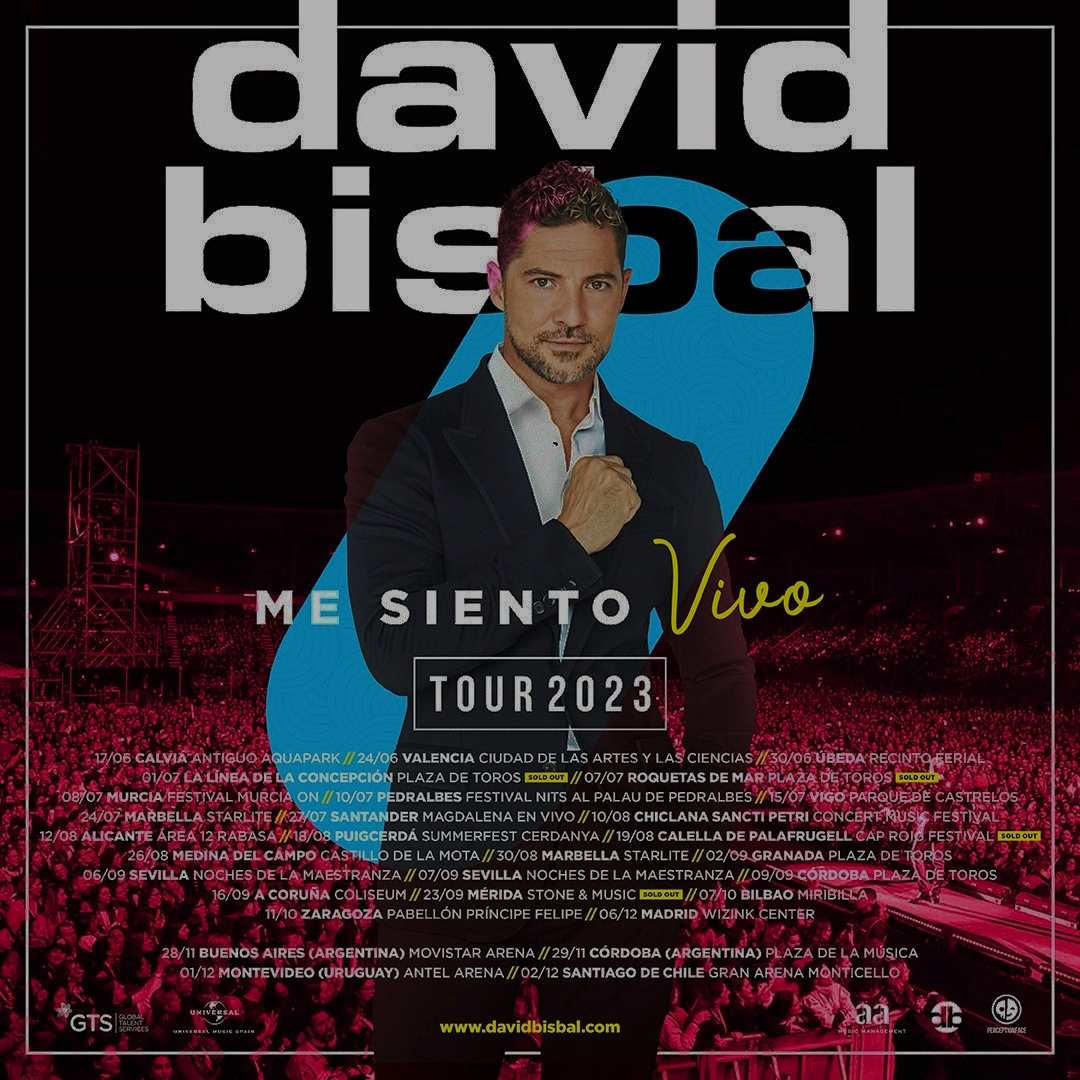 david
bisbal
ME SIENTO Vivo
TOUR 2023
17/06 CALVIA ANTIGUO AQUAPARK // 24/06 VALENCIA CIUDAD DE LAS ARTES Y LAS CIENCIAS // 30/06 ÚBEDA RECINTO FERIAL
01/07 LA LÍNEA DE LA CONCEPCIÓN PLAZA DE TOROS SOLD OUT // 07/07 ROQUETAS DE MAR PLAZA DE TOROS SOLD OUT
08/07 MURCIA FESTIVAL MURCIA ON // 10/07 PEDRALBES FESTIVAL NITS AL PALAU DE PEDRALBES // 15/07 VIGO PARQUE DE CASTRELOS
24/07 MARBELLA STARLITE // 27/07 SANTANDER MAGDALENA EN VIVO // 10/08 CHICLANA SANCTI PETRI CONCERT MUSIC FESTIVAL
12/08 ALICANTE ÁREA 12 RABASA // 18/08 PUIGCERDÁ SUMMERFEST CERDANYA // 19/08 CALELLA DE PALAFRUGELL CAP ROIG FESTIVAL SOLD OUT
26/08 MEDINA DEL CAMPO CASTILLO DE LA MOTA // 30/08 MARBELLA STARLITE // 02/09 GRANADA PLAZA DE TOROS
06/09 SEVILLA NOCHES DE LA MAESTRANZA // 07/09 SEVILLA NOCHES DE LA MAESTRANZA // 09/09 CÓRDOBA PLAZA DE TOROS
16/09 A CORUÑA COLISEUM // 23/09 MÉRIDA STONE & MUSIC SOLD OUT // 07/10 BILBAO MIRIBILLA
11/10 ZARAGOZA PABELLÓN PRÍNCIPE FELIPE // 06/12 MADRID WIZINK CENTER
28/11 BUENOS AIRES (ARGENTINA) MOVISTAR ARENA // 29/11 CÓRDOBA (ARGENTINA) PLAZA DE LA MÚSICA
01/12 MONTEVIDEO (URUGUAY) ANTEL ARENA // 02/12 SANTIAGO DE CHILE GRAN ARENA MONTICELLO
GTS GLOBAL TALENT SERVICES
UNIVERSAL
UNIVERSAL MUSIC SPAIN
www.davidbisbal.com
aa
MUSIC MANAGEMENT
PERCEPTIONFACE